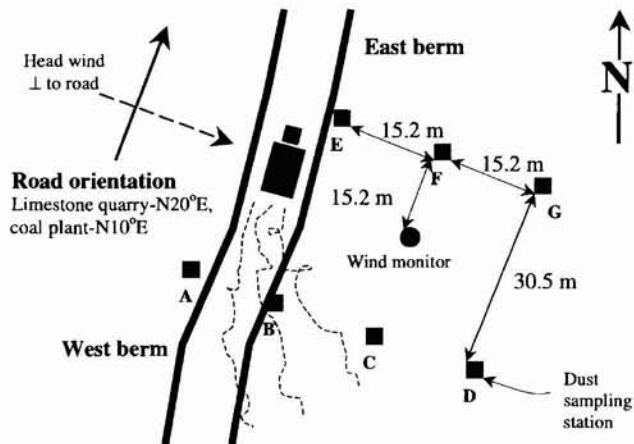 East berm
Head wind
⊥ to road
N
15.2 m
E
F
15.2 m
Road orientation
15.2 m
Limestone quarry-N20°E,
coal plant-N10°E
G
Wind monitor
A
30.5 m
B
West berm
C
D
Dust
sampling
station